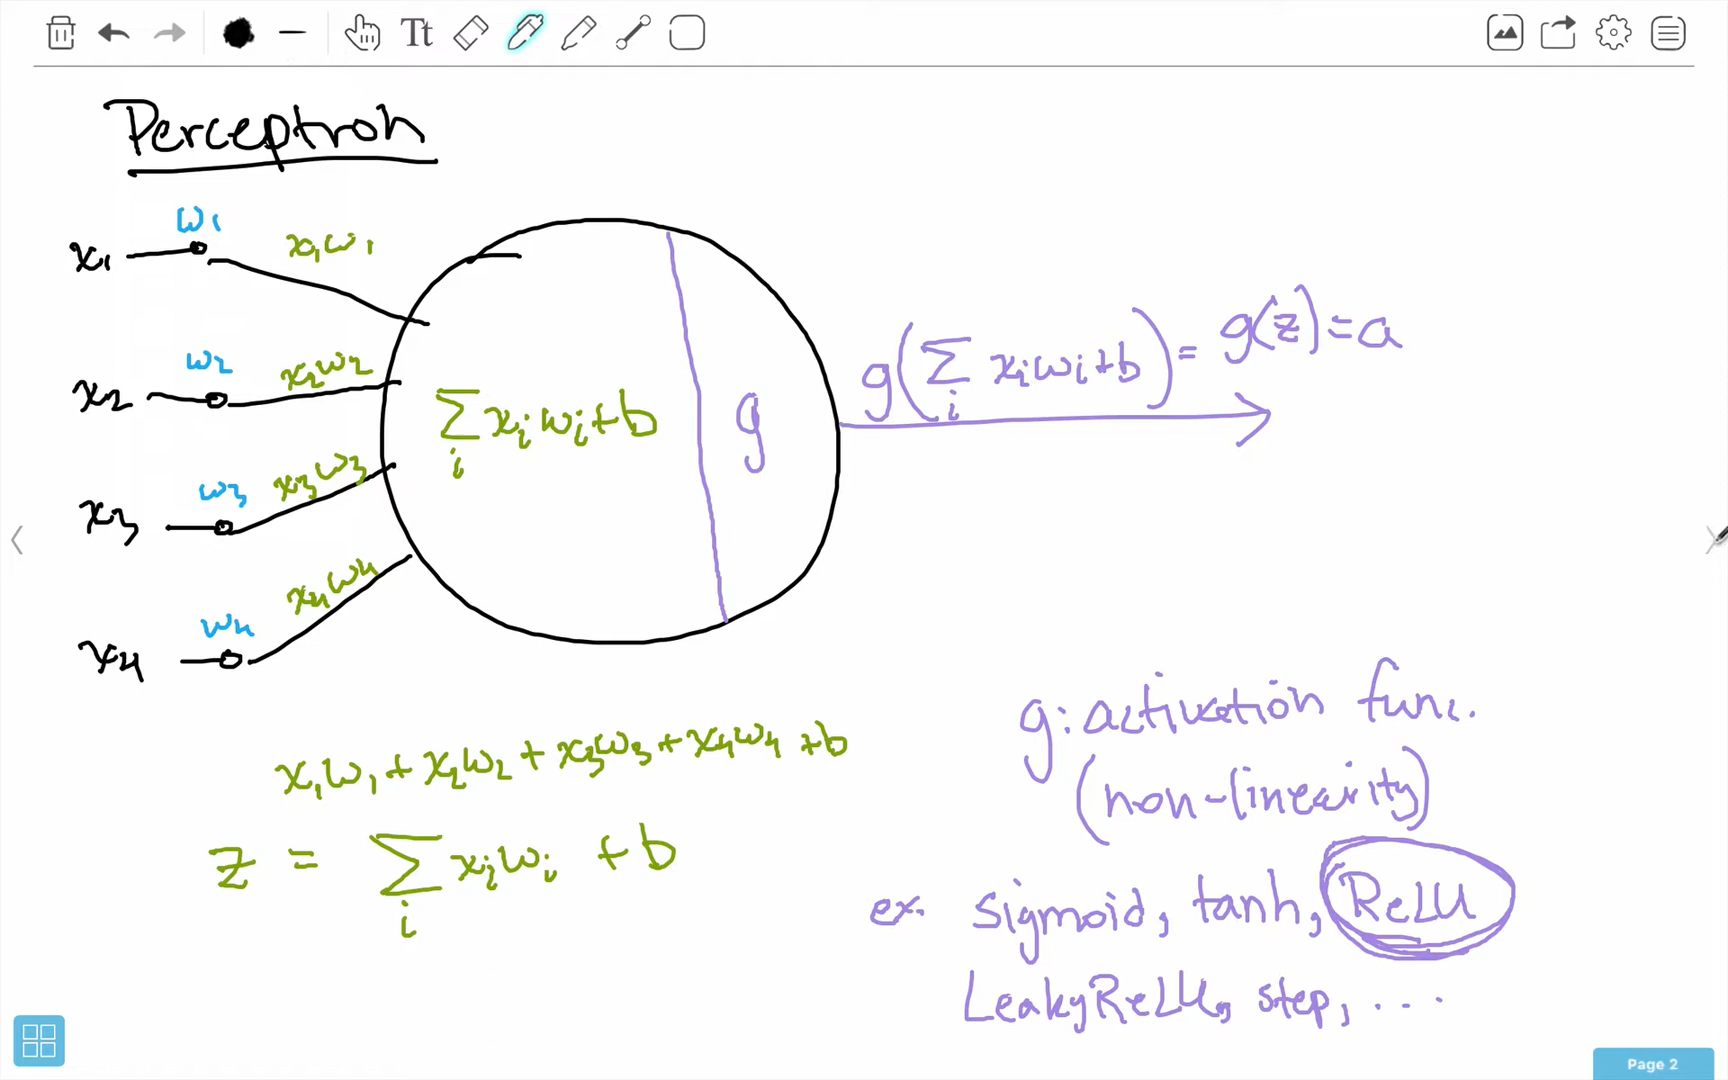 Tt
Perceptron
w1
x1
x1w1
w2
x2
x2w2
w3
x3
x3w3
w4
x4
x4w4
∑i xiwi+b
g
g(∑i xiwi+b) = g(z)=a
x1w1+x2w2+x3w3+x4w4+b
z = ∑i xiwi +b
g: activation func.
(non-linearity)
ex. sigmoid, tanh, ReLU
LeakyReLU, step, ...
Page 2